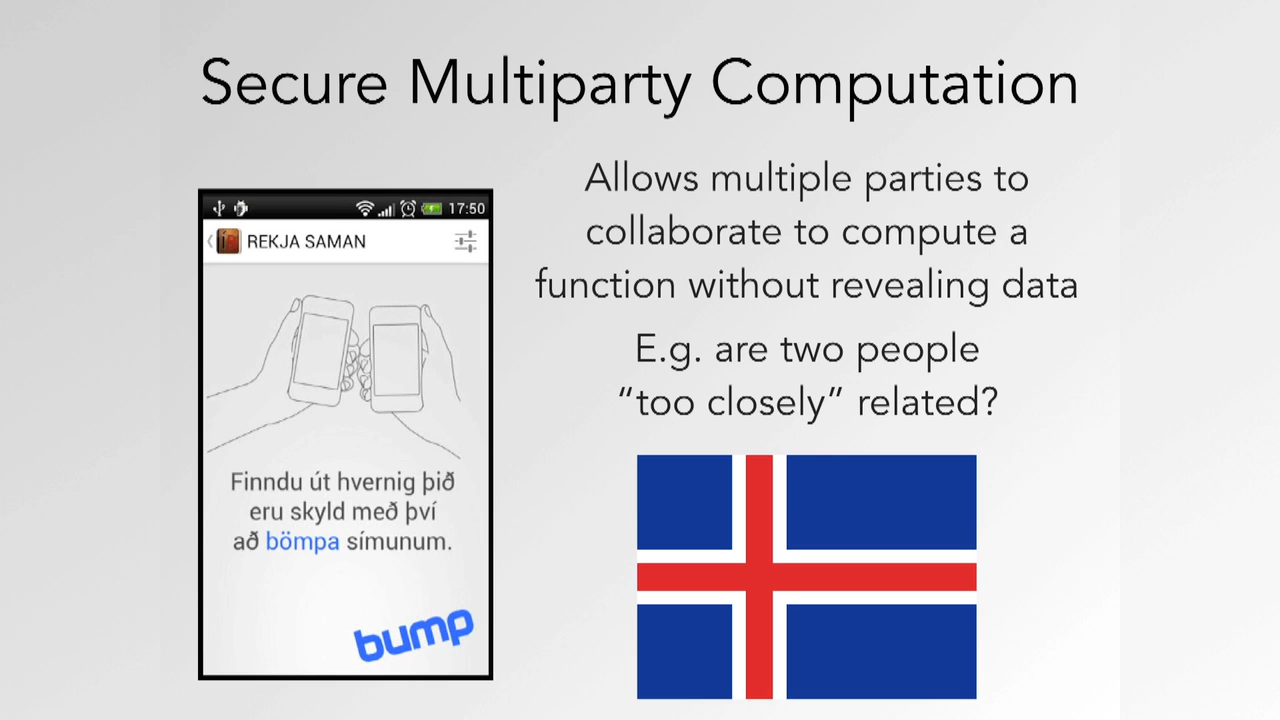 Secure Multiparty Computation
17:50
REKJA SAMAN
Finndu út hvernig þið
eru skyld með því
að bömpa símunum.
bump
Allows multiple parties to
collaborate to compute a
function without revealing data
E.g. are two people
“too closely” related?